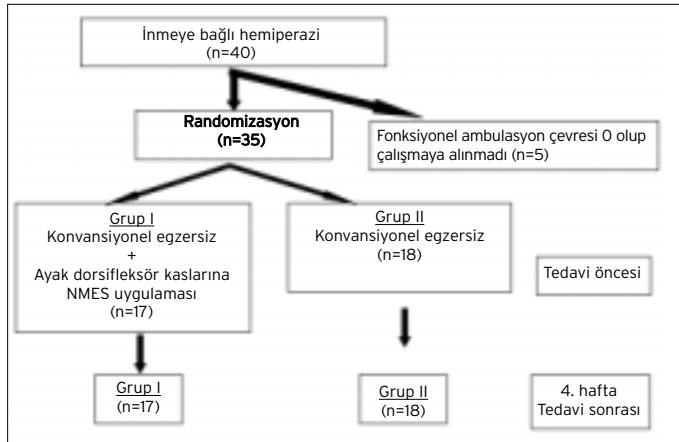 İnmeye bağlı hemiperazi
(n=40)
Randomizasyon
(n=35)
Fonksiyonel ambulasyon çevresi 0 olup
çalışmaya alınmadı (n=5)
Grup I
Konvansiyonel egzersiz
+
Ayak dorsifleksör kaslarına
NMES uygulaması
(n=17)
Grup II
Konvansiyonel egzersiz
(n=18)
Tedavi öncesi
Grup I
(n=17)
Grup II
(n=18)
4. hafta
Tedavi sonrası